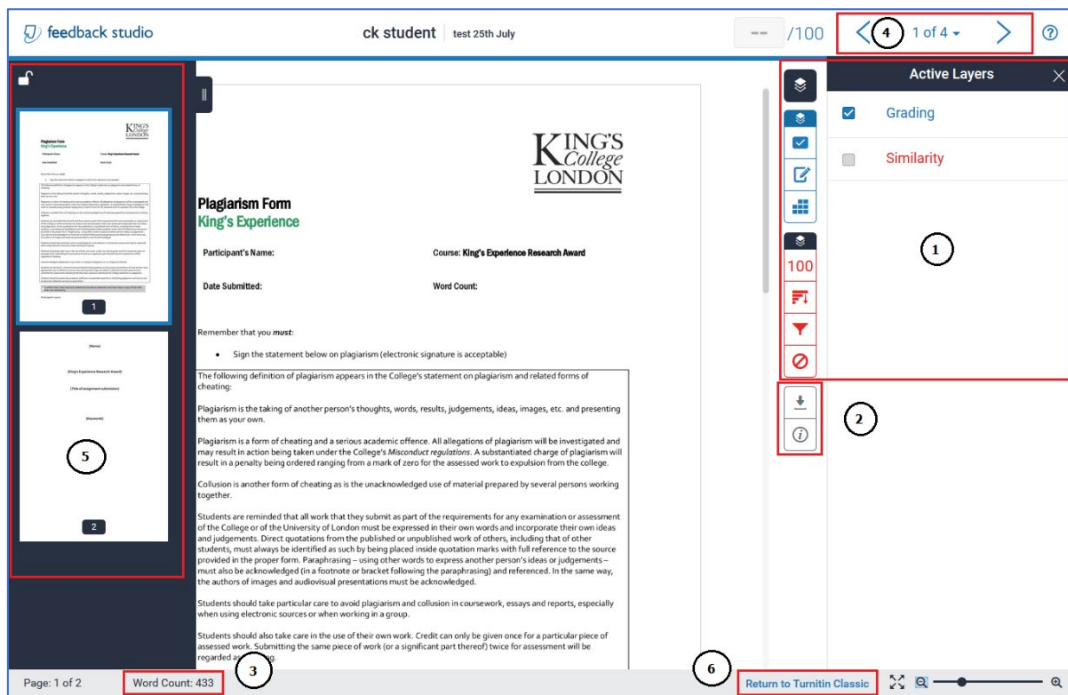 feedback studio
ck student test 25th July
-- /100
4 1 of 4
Active Layers
Grading
Similarity
1
100
2
KING'S
College
LONDON
Plagiarism Form
King's Experience
1
[Name]
[King's Experience Research Award]
[Title of assignment submission]
[Keywords]
5
2
KING'S
College
LONDON
Plagiarism Form
King's Experience
Participant's Name: Course: King's Experience Research Award
Date Submitted: Word Count:
Remember that you must:
• Sign the statement below on plagiarism (electronic signature is acceptable)
The following definition of plagiarism appears in the College's statement on plagiarism and related forms of
cheating:
Plagiarism is the taking of another person's thoughts, words, results, judgements, ideas, images, etc. and presenting
them as your own.
Plagiarism is a form of cheating and a serious academic offence. All allegations of plagiarism will be investigated and
may result in action being taken under the College's Misconduct regulations. A substantiated charge of plagiarism will
result in a penalty being ordered ranging from a mark of zero for the assessed work to expulsion from the college.
Collusion is another form of cheating as is the unacknowledged use of material prepared by several persons working
together.
Students are reminded that all work that they submit as part of the requirements for any examination or assessment
of the College or of the University of London must be expressed in their own words and incorporate their own ideas
and judgements. Direct quotations from the published or unpublished work of others, including that of other
students, must always be identified as such by being placed inside quotation marks with full reference to the source
provided in the proper form. Paraphrasing – using other words to express another person's ideas or judgements –
must also be acknowledged (in a footnote or bracket following the paraphrasing) and referenced. In the same way,
the authors of images and audiovisual presentations must be acknowledged.
Students should take particular care to avoid plagiarism and collusion in coursework, essays and reports, especially
when using electronic sources or when working in a group.
Students should also take care in the use of their own work. Credit can only be given once for a particular piece of
assessed work. Submitting the same piece of work (or a significant part thereof) twice for assessment will be
regarded as
Page: 1 of 2 Word Count: 433 3 6 Return to Turnitin Classic